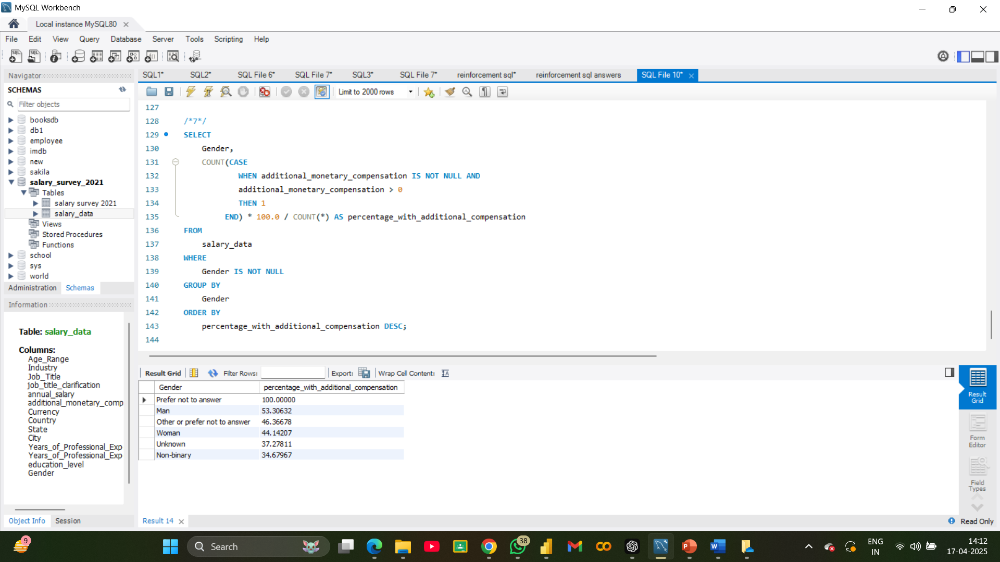 MySQL Workbench
Local instance MySQL80
File Edit View Query Database Server Tools Scripting Help
Navigator
SCHEMAS
Filter objects
booksdb
db1
employee
imdb
new
sakila
salary_survey_2021
Tables
salary survey 2021
salary_data
Views
Stored Procedures
Functions
school
sys
world
Administration Schemas
Information
Table: salary_data
Columns:
Age_Range
Industry
Job_Title
job_title_clarification
annual_salary
additional_monetary_comp
Currency
Country
State
City
Years_of_Professional_Exp
Years_of_Professional_Exp
education_level
Gender
Object Info Session
SQL1* SQL2* SQL File 6* SQL File 7* SQL3* SQL File 7* reinforcement sql* reinforcement sql answers SQL File 10*
Limit to 2000 rows
127
128 /*7*/
129 SELECT
130 Gender,
131 COUNT(CASE
132 WHEN additional_monetary_compensation IS NOT NULL AND
133 additional_monetary_compensation > 0
134 THEN 1
135 END) * 100.0 / COUNT(*) AS percentage_with_additional_compensation
136 FROM
137 salary_data
138 WHERE
139 Gender IS NOT NULL
140 GROUP BY
141 Gender
142 ORDER BY
143 percentage_with_additional_compensation DESC;
144
Result Grid Filter Rows: Export: Wrap Cell Content:
Gender percentage_with_additional_compensation
Prefer not to answer 100.00000
Man 53.30632
Other or prefer not to answer 46.36678
Woman 44.14207
Unknown 37.27811
Non-binary 34.67967
Result
Grid
Form
Editor
Field
Types
Result 14
Read Only
9
Search
38
ENG
IN
14:12
17-04-2025